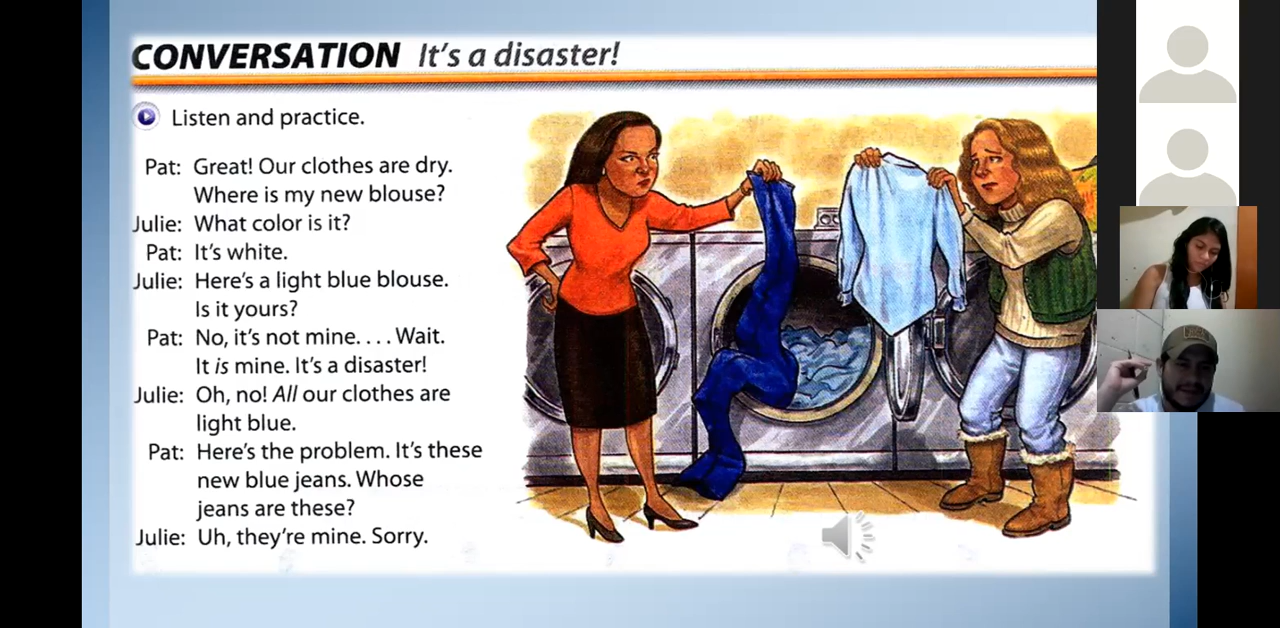 CONVERSATION It's a disaster!
Listen and practice.
Pat: Great! Our clothes are dry.
Where is my new blouse?
Julie: What color is it?
Pat: It's white.
Julie: Here's a light blue blouse.
Is it yours?
Pat: No, it's not mine. . . . Wait.
It is mine. It's a disaster!
Julie: Oh, no! All our clothes are
light blue.
Pat: Here's the problem. It's these
new blue jeans. Whose
jeans are these?
Julie: Uh, they're mine. Sorry.